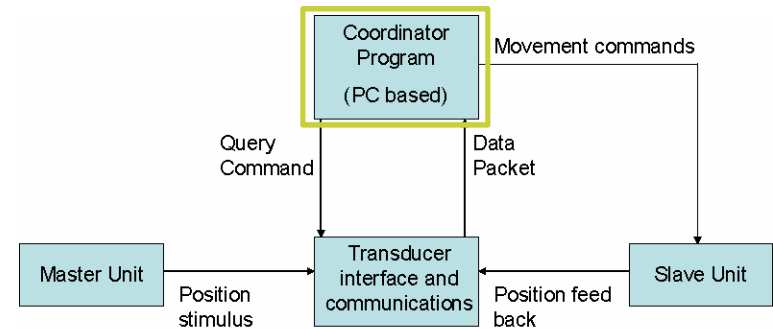 Coordinator
Program
(PC based)
Movement commands
Query
Command
Data
Packet
Master Unit
Position
stimulus
Transducer
interface and
communications
Position feed
back
Slave Unit